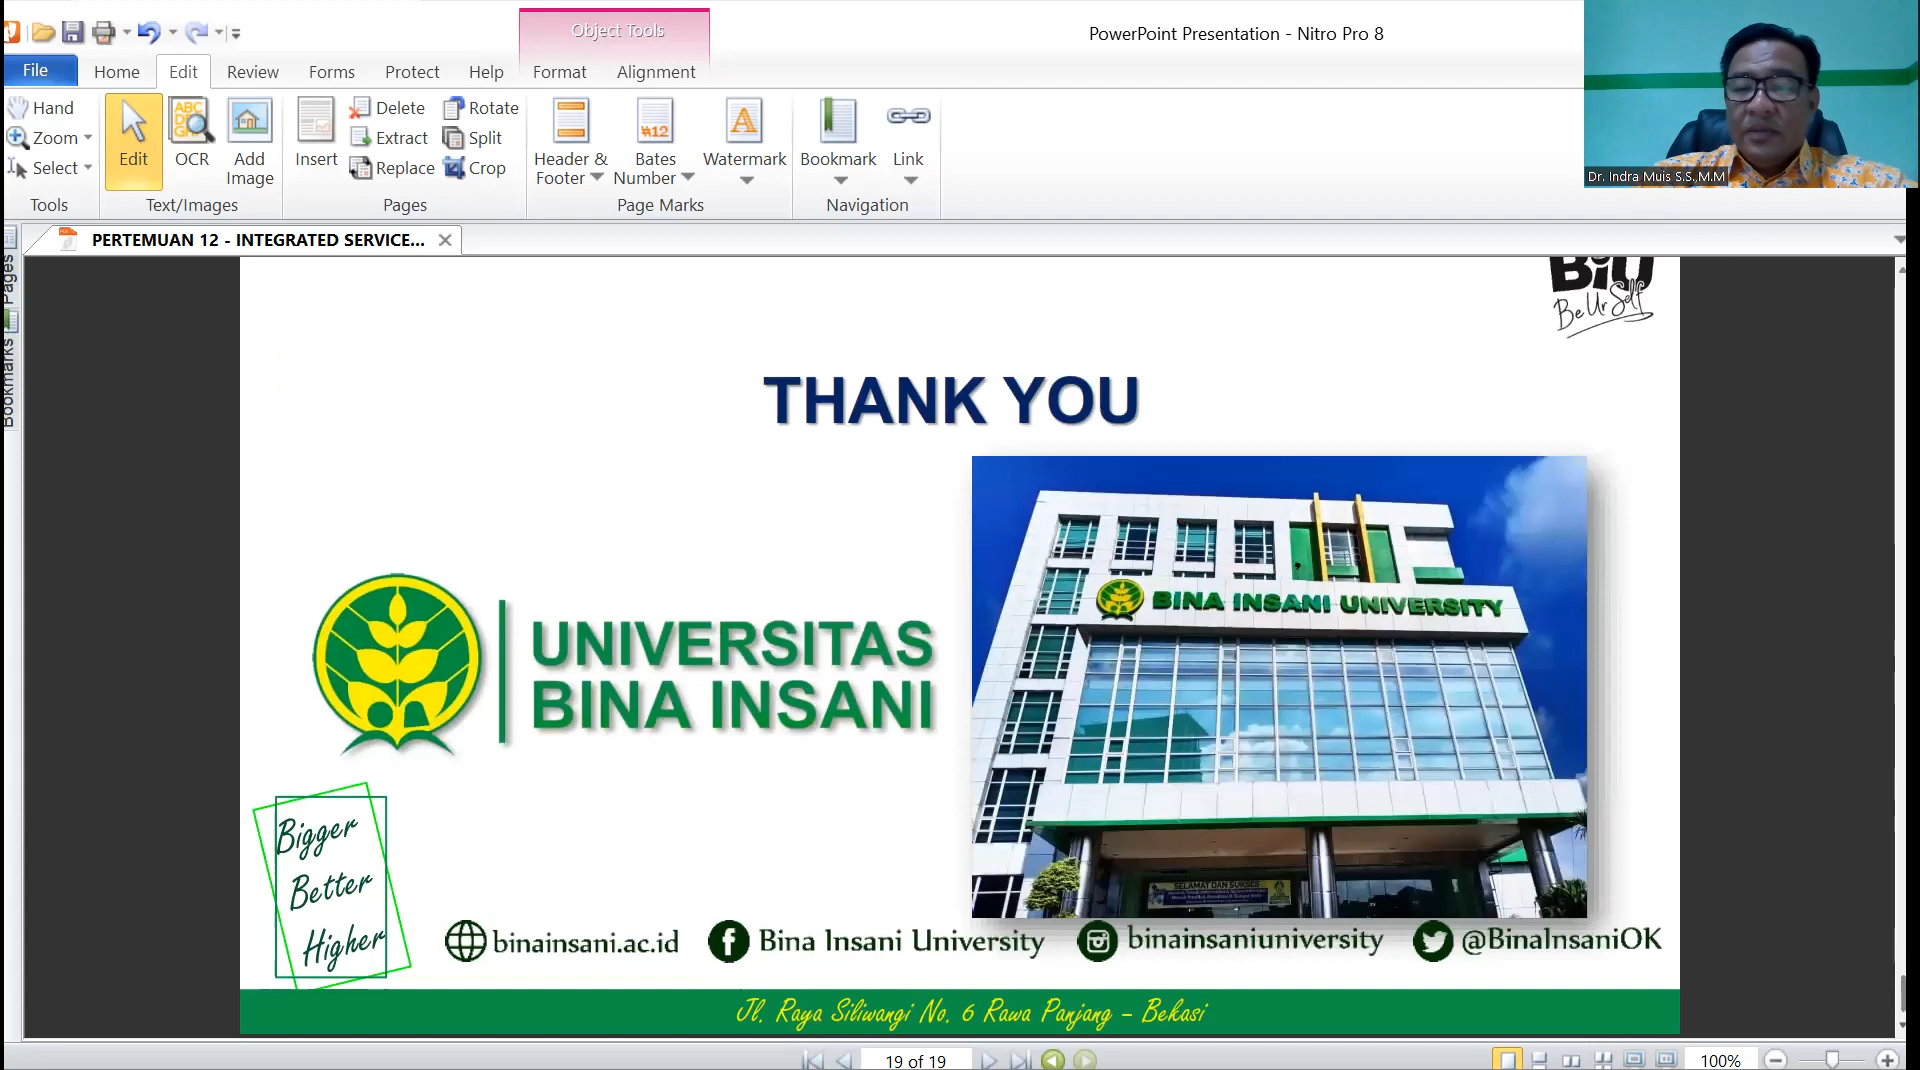 Object Tools
PowerPoint Presentation - Nitro Pro 8
File
Home
Edit
Review
Forms
Protect
Help
Format
Alignment
Hand
Zoom
Select
Tools
Edit
OCR
Add
Image
Text/Images
Insert
Delete
Extract
Replace
Rotate
Split
Crop
Pages
Header &
Footer
Bates
Number
Watermark
Page Marks
Bookmark
Link
Navigation
Dr. Indra Muis S.S.,M.M
PERTEMUAN 12 - INTEGRATED SERVICE...
Pages
Bookmarks
BiU
Be Ur Self
THANK YOU
UNIVERSITAS
BINA INSANI
BINA INSANI UNIVERSITY
SELAMAT DAN SUKSES
Bigger
Better
Higher
binainsani.ac.id
Bina Insani University
binainsaniuniversity
@BinaInsaniOK
Jl. Raya Siliwangi No. 6 Rawa Panjang – Bekasi
19 of 19
100%